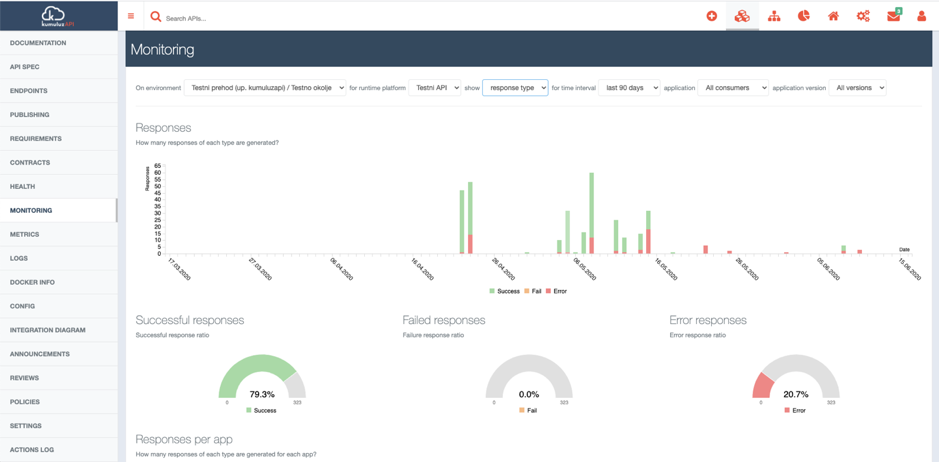 kumuluzAPI
Search APIs...
8
DOCUMENTATION
API SPEC
ENDPOINTS
PUBLISHING
REQUIREMENTS
CONTRACTS
HEALTH
MONITORING
METRICS
LOGS
DOCKER INFO
CONFIG
INTEGRATION DIAGRAM
ANNOUNCEMENTS
REVIEWS
POLICIES
SETTINGS
ACTIONS LOG
Monitoring
On environment Testni prehod (up. kumuluzapi) / Testno okolje for runtime platform Testni API show response type for time interval last 90 days application All consumers application version All versions
Responses
How many responses of each type are generated?
Responses
65
60
55
50
45
40
35
30
25
20
15
10
5
0
Date
17.03.2020 27.03.2020 06.04.2020 16.04.2020 26.04.2020 06.05.2020 16.05.2020 26.05.2020 05.06.2020 15.06.2020
Success Fail Error
Successful responses
Successful response ratio
79.3%
0 323
Success
Failed responses
Failure response ratio
0.0%
0 323
Fail
Error responses
Error response ratio
20.7%
0 323
Error
Responses per app
How many responses of each type are generated for each app?